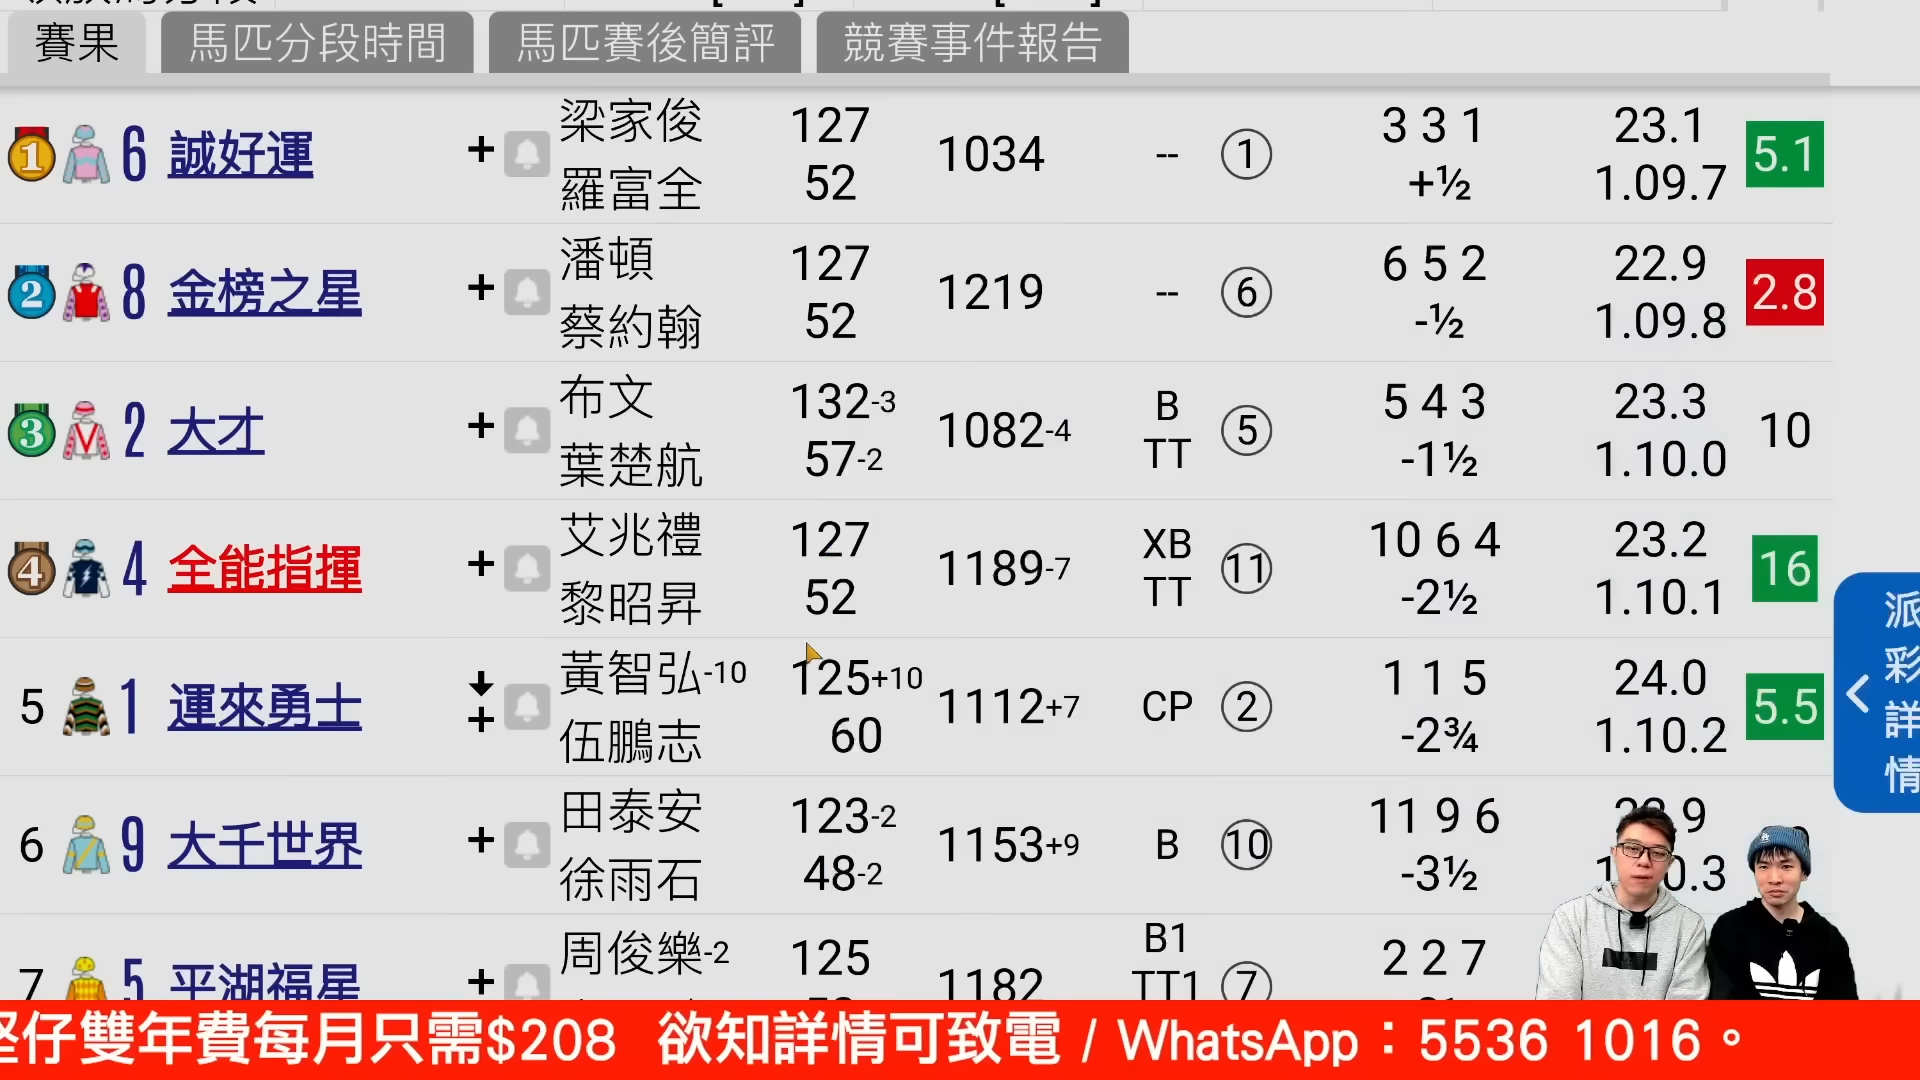 賽果 馬匹分段時間 馬匹賽後簡評 競賽事件報告
1 6 誠好運 + 梁家俊 127 1034 -- 1 3 3 1 23.1 5.1
羅富全 52 +½ 1.09.7
2 8 金榜之星 + 潘頓 127 1219 -- 6 6 5 2 22.9 2.8
蔡約翰 52 -½ 1.09.8
3 2 大才 + 布文 132-3 1082-4 B 5 5 4 3 23.3 10
葉楚航 57-2 TT -1½ 1.10.0
4 4 全能指揮 + 艾兆禮 127 1189-7 XB 11 10 6 4 23.2 16
黎昭昇 52 TT -2½ 1.10.1
5 1 運來勇士 + 黃智弘-10 125+10 1112+7 CP 2 1 1 5 24.0 5.5
伍鵬志 60 -2¾ 1.10.2
6 9 大千世界 + 田泰安 123-2 1153+9 B 10 11 9 6
徐雨石 48-2 -3½
7 5 平湖福星 + 周俊樂-2 125 1182 B1 7 2 2 7
TT1
派彩詳情
仔雙年費每月只需$208 欲知詳情可致電 / WhatsApp：5536 1016。